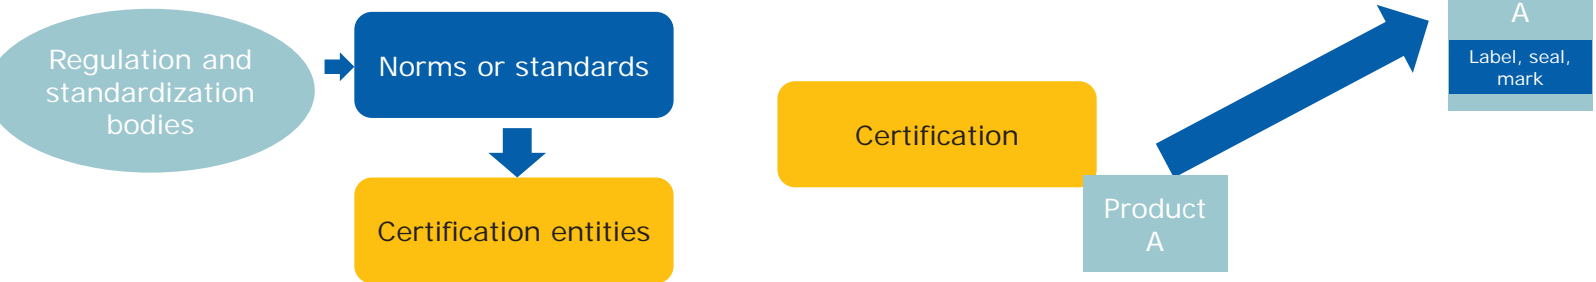 Regulation and
standardization
bodies
Norms or standards
Certification entities
Certification
Product
A
A
Label, seal,
mark